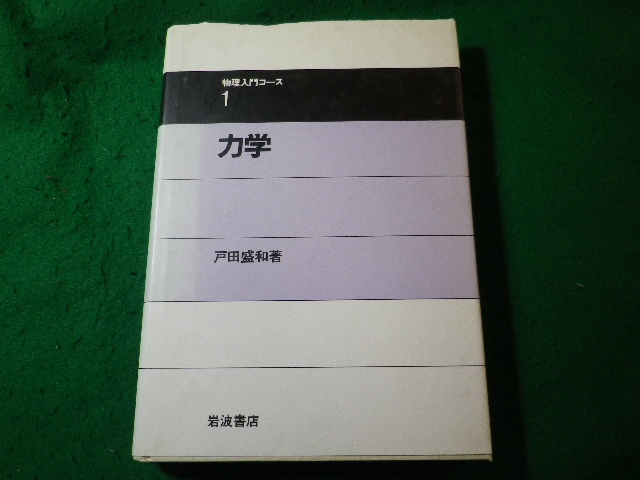 物理入門コース
1
力学
戸田盛和著
岩波書店